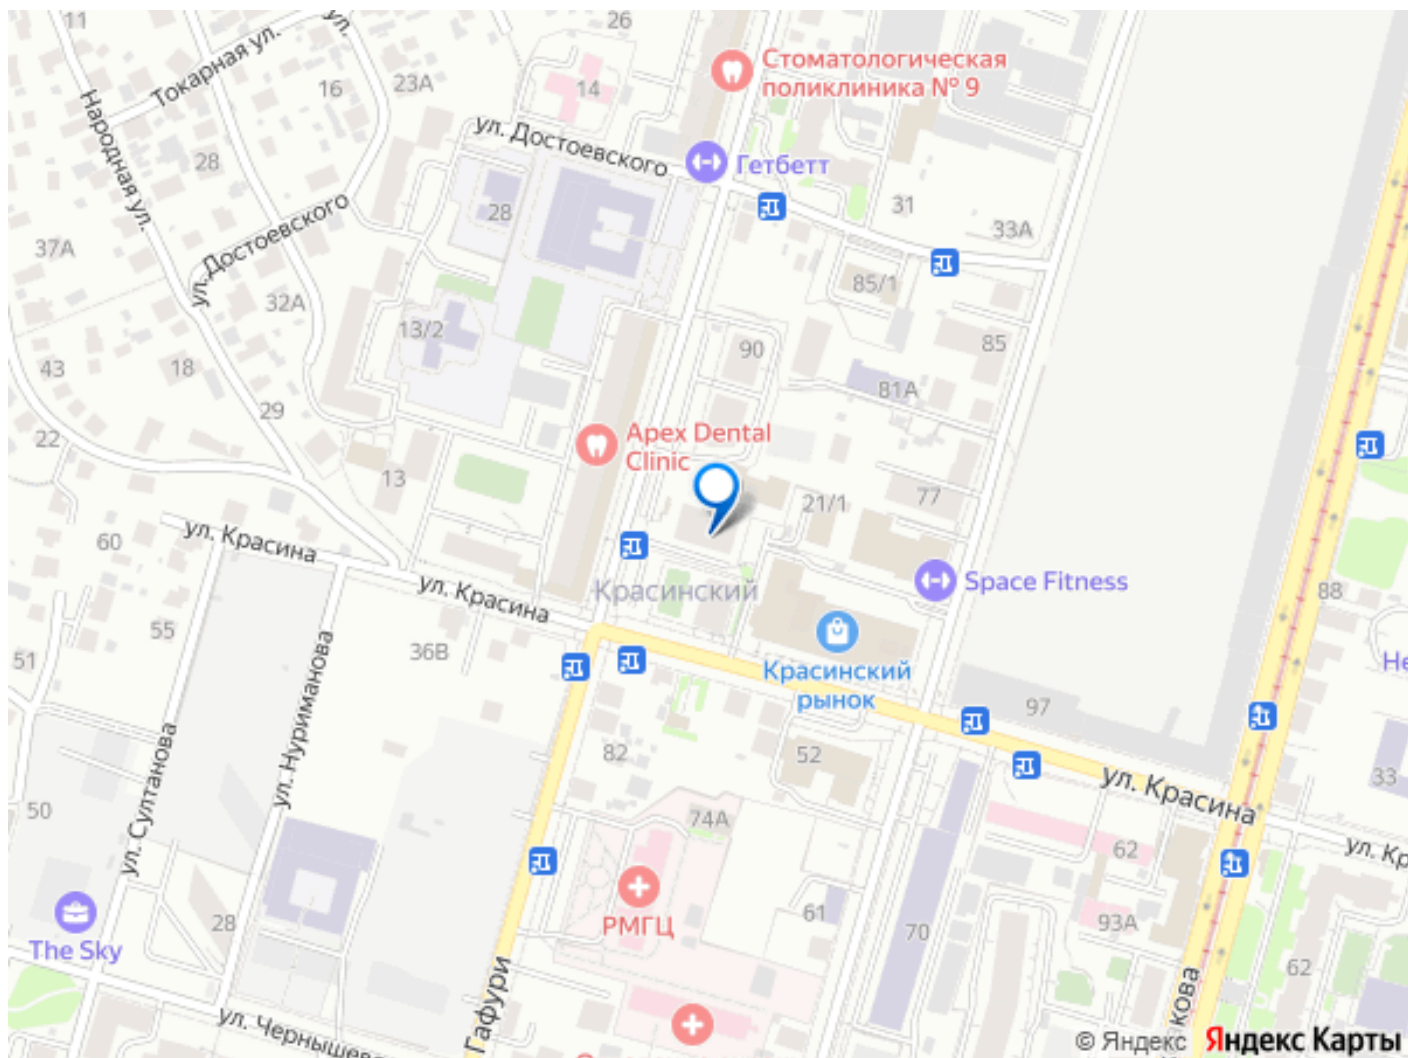 11
26
Токарная ул.
ул.
23А
16
14
Стоматологическая
поликлиника № 9
Народная ул.
28
ул. Достоевского
Гетбетт
28
31
33А
37А
ул. Достоевского
32А
13/2
85/1
90
85
81А
43
18
29
22
13
Apex Dental
Clinic
77
21/1
60
ул. Красина
ул. Красина
Красинский
Space Fitness
88
55
51
36В
ул. Нуриманова
ул. Султанова
Красинский
рынок
Не
97
82
52
33
ул. Красина
50
74А
62
ул. Кр
РМГЦ
61
70
93А
62
28
The Sky
Гафури
кова
ул. Чернышевс
© Яндекс Яндекс Карты